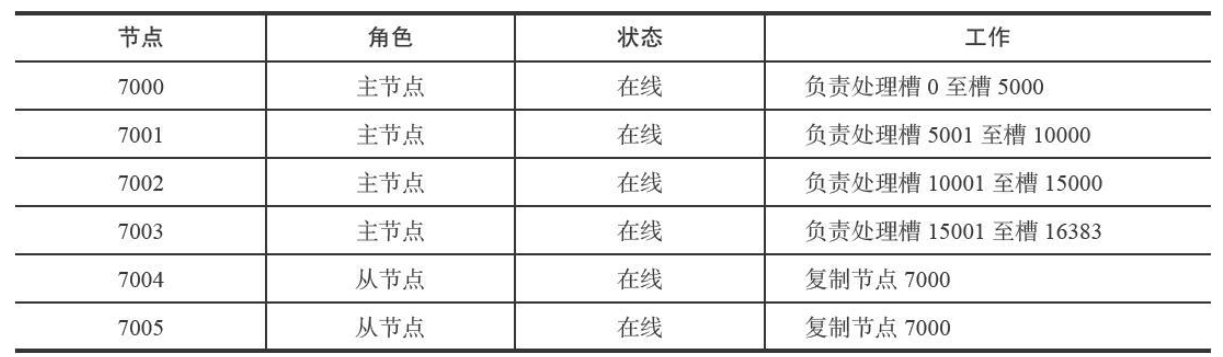 节点 角色 状态 工作
7000 主节点 在线 负责处理槽 0 至槽 5000
7001 主节点 在线 负责处理槽 5001 至槽 10000
7002 主节点 在线 负责处理槽 10001 至槽 15000
7003 主节点 在线 负责处理槽 15001 至槽 16383
7004 从节点 在线 复制节点 7000
7005 从节点 在线 复制节点 7000